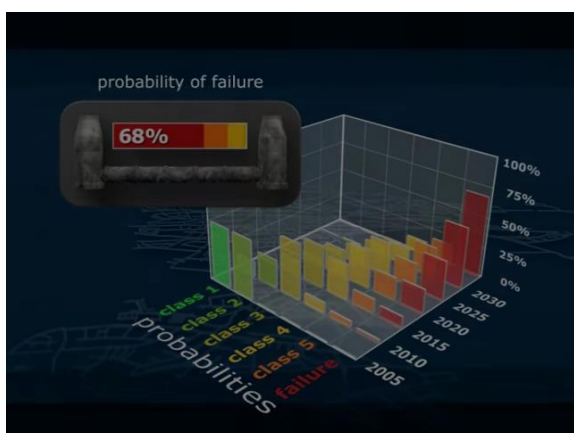 probability of failure
68%
100%
75%
50%
25%
0%
2030
2025
2020
2015
2010
2005
class 1
class 2
class 3
class 4
class 5
failure
probabilities